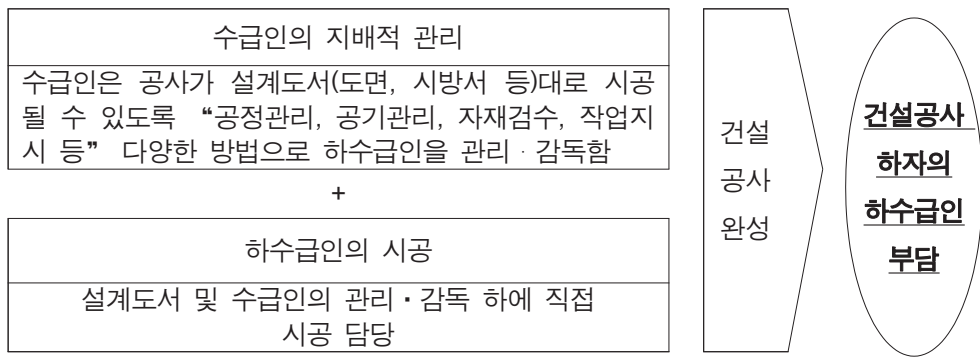 수급인의 지배적 관리
수급인은 공사가 설계도서(도면, 시방서 등)대로 시공
될 수 있도록 “공정관리, 공기관리, 자재검수, 작업지
시 등” 다양한 방법으로 하수급인을 관리 · 감독함
+
하수급인의 시공
설계도서 및 수급인의 관리・감독 하에 직접
시공 담당
건설
공사
완성
건설공사
하자의
하수급인
부담